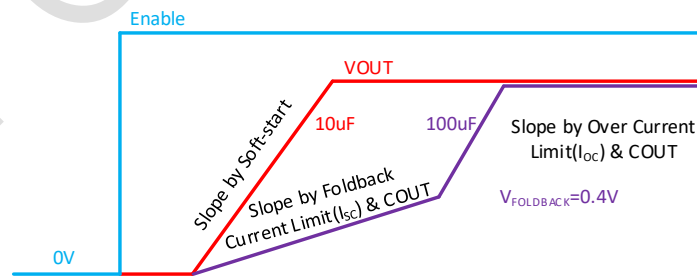 Enable
VOUT
Slope by Soft-start
10uF
100uF
Slope by Over Current
Limit(IOC) & COUT
Slope by Foldback
Current Limit(ISC) & COUT
VFOLDBACK=0.4V
0V